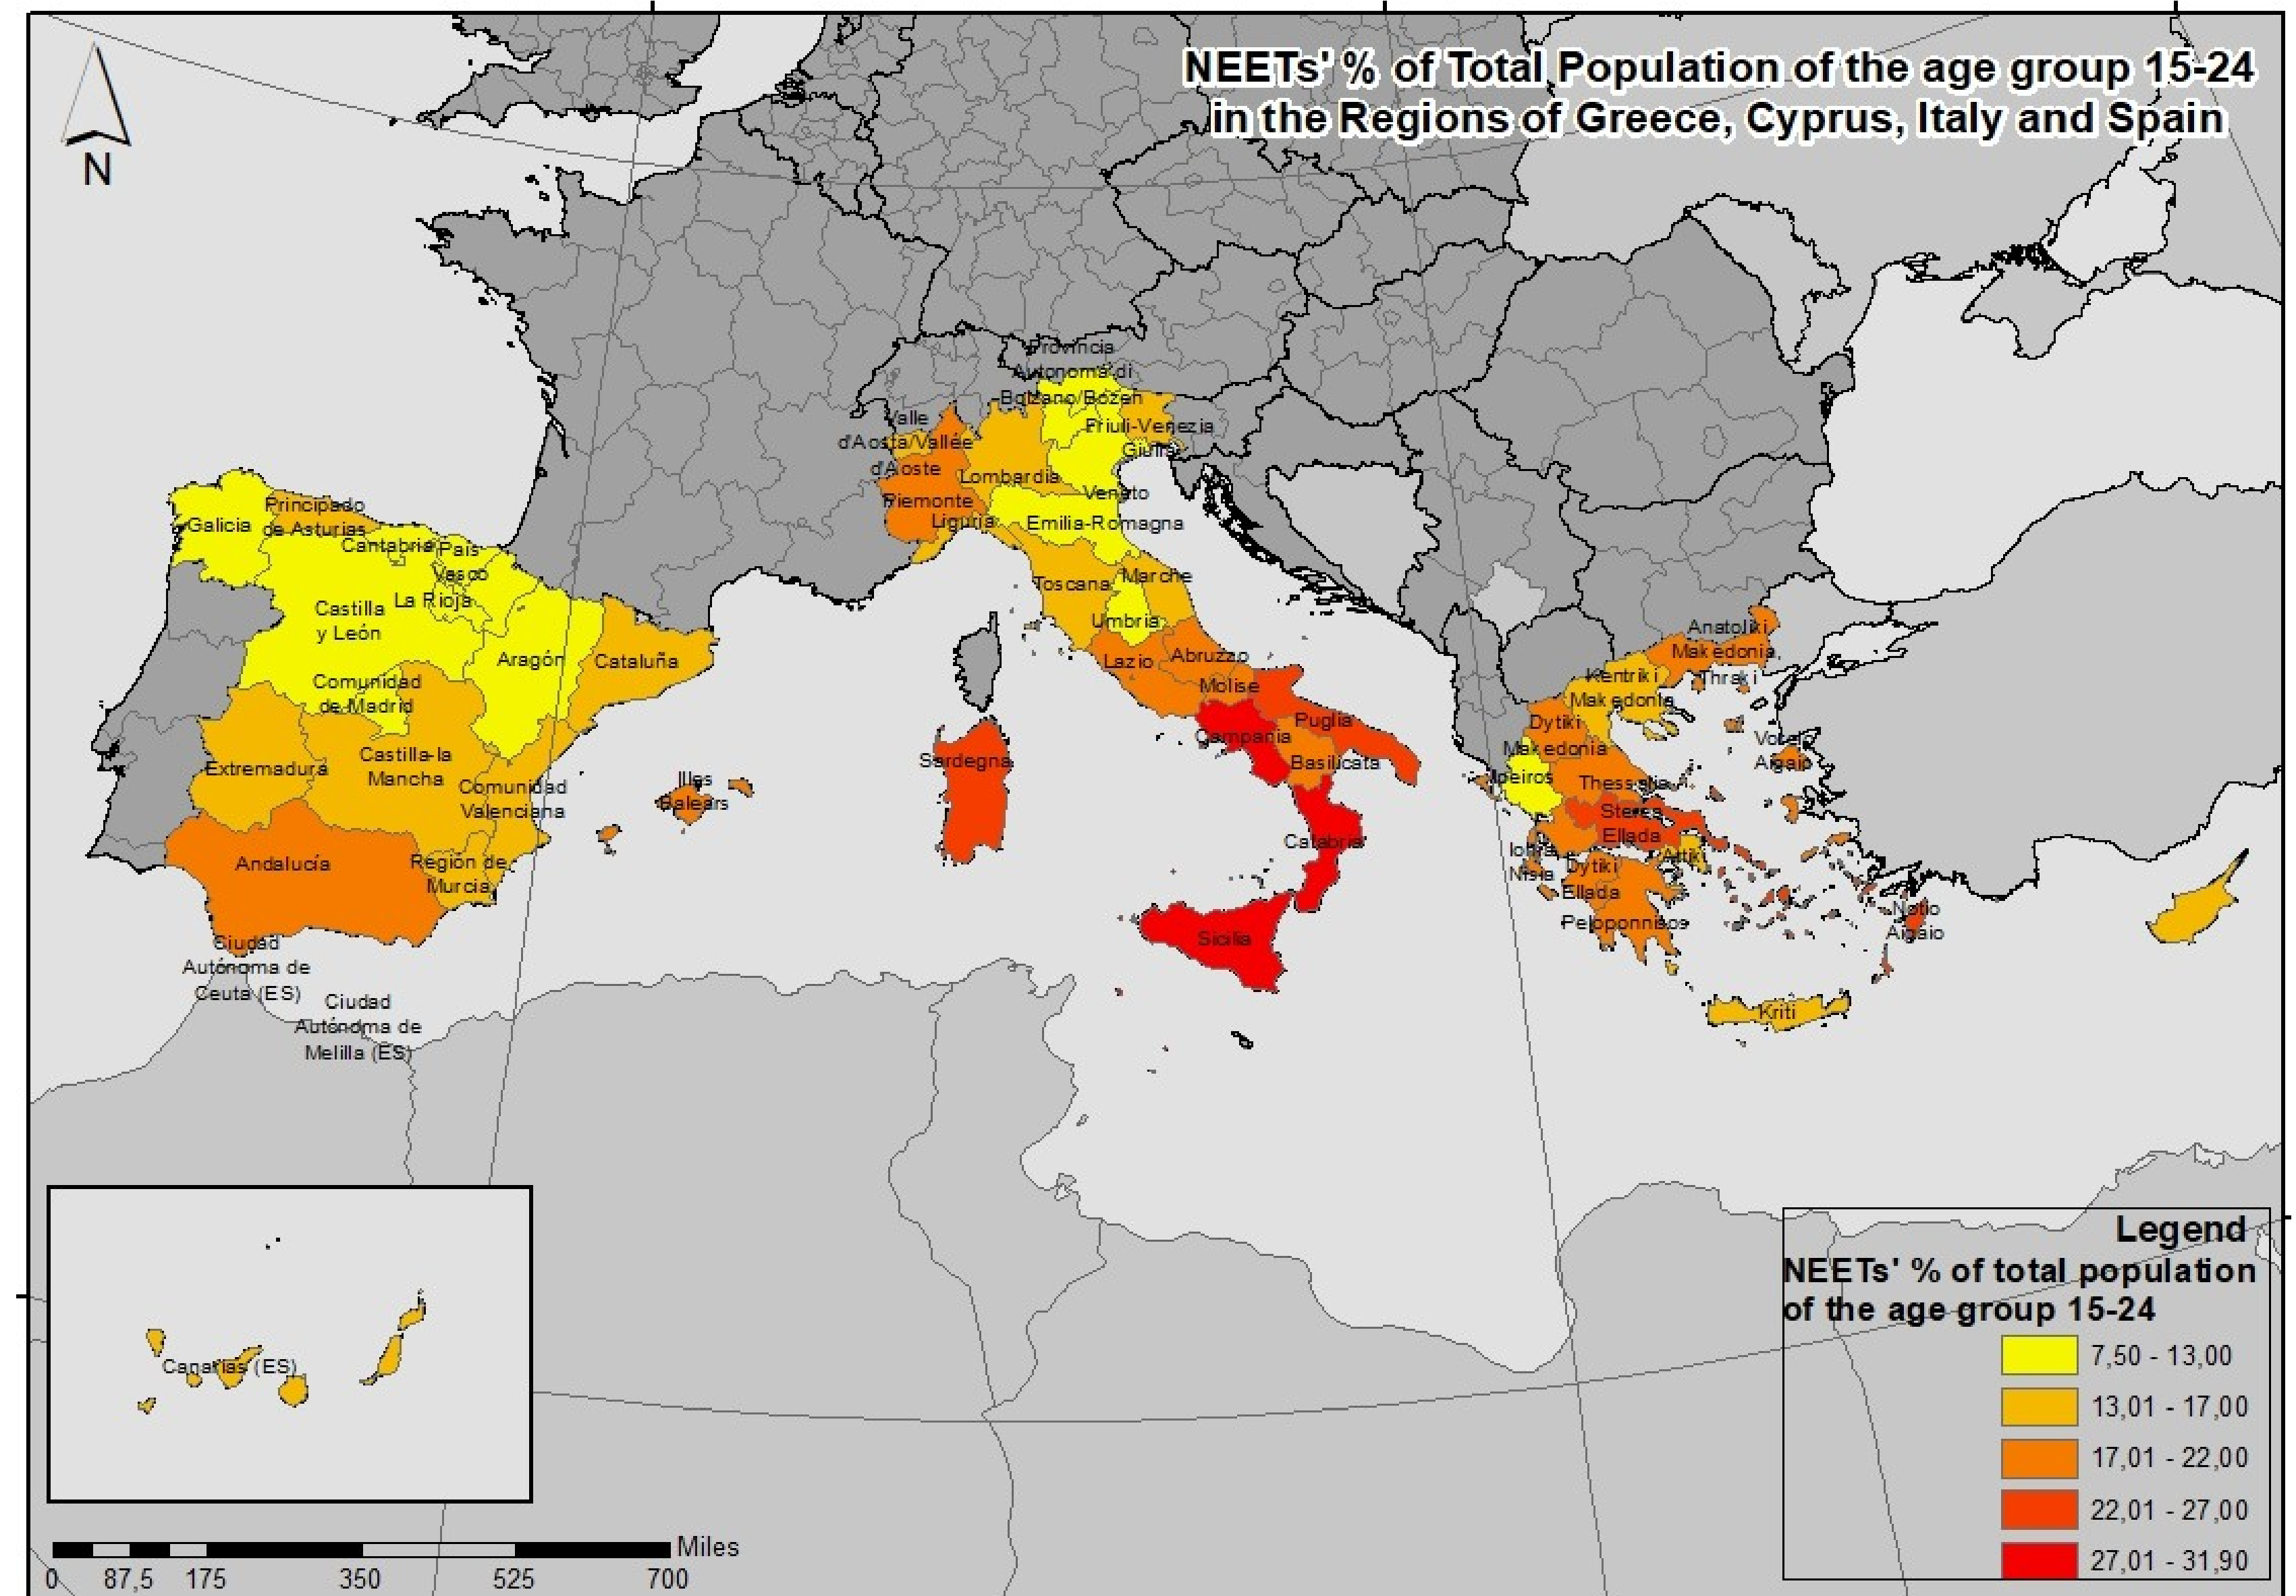 NEETs' % of Total Population of the age group 15-24
in the Regions of Greece, Cyprus, Italy and Spain
N
Provincia
Autonoma di
Bolzano/Bozen
Valle
d'Aosta/Vallée
d'Aoste
Friuli-Venezia
Giulia
Lombardia
Veneto
Piemonte
Liguria
Emilia-Romagna
Toscana
Marche
Umbria
Lazio
Abruzzo
Molise
Campania
Puglia
Basilicata
Sardegna
Calabria
Sicilia
Galicia
Principado
de Asturias
Cantabria
País
Vasco
La Rioja
Castilla
y León
Aragón
Cataluña
Comunidad
de Madrid
Extremadura
Castilla-la
Mancha
Comunidad
Valenciana
Illes
Balears
Andalucía
Región de
Murcia
Ciudad
Autónoma de
Ceuta (ES)
Ciudad
Autónoma de
Melilla (ES)
Anatoliki
Makedonia,
Thraki
Kentriki
Makedonia
Dytiki
Makedonia
Ipeiros
Thessalia
Voreio
Aigaio
Sterea
Ellada
Attiki
Ionia
Nisia
Dytiki
Ellada
Peloponnisos
Notio
Aigaio
Kriti
Canarias (ES)
Legend
NEETs' % of total population
of the age group 15-24
7,50 - 13,00
13,01 - 17,00
17,01 - 22,00
22,01 - 27,00
27,01 - 31,90
Miles
0 87,5 175 350 525 700